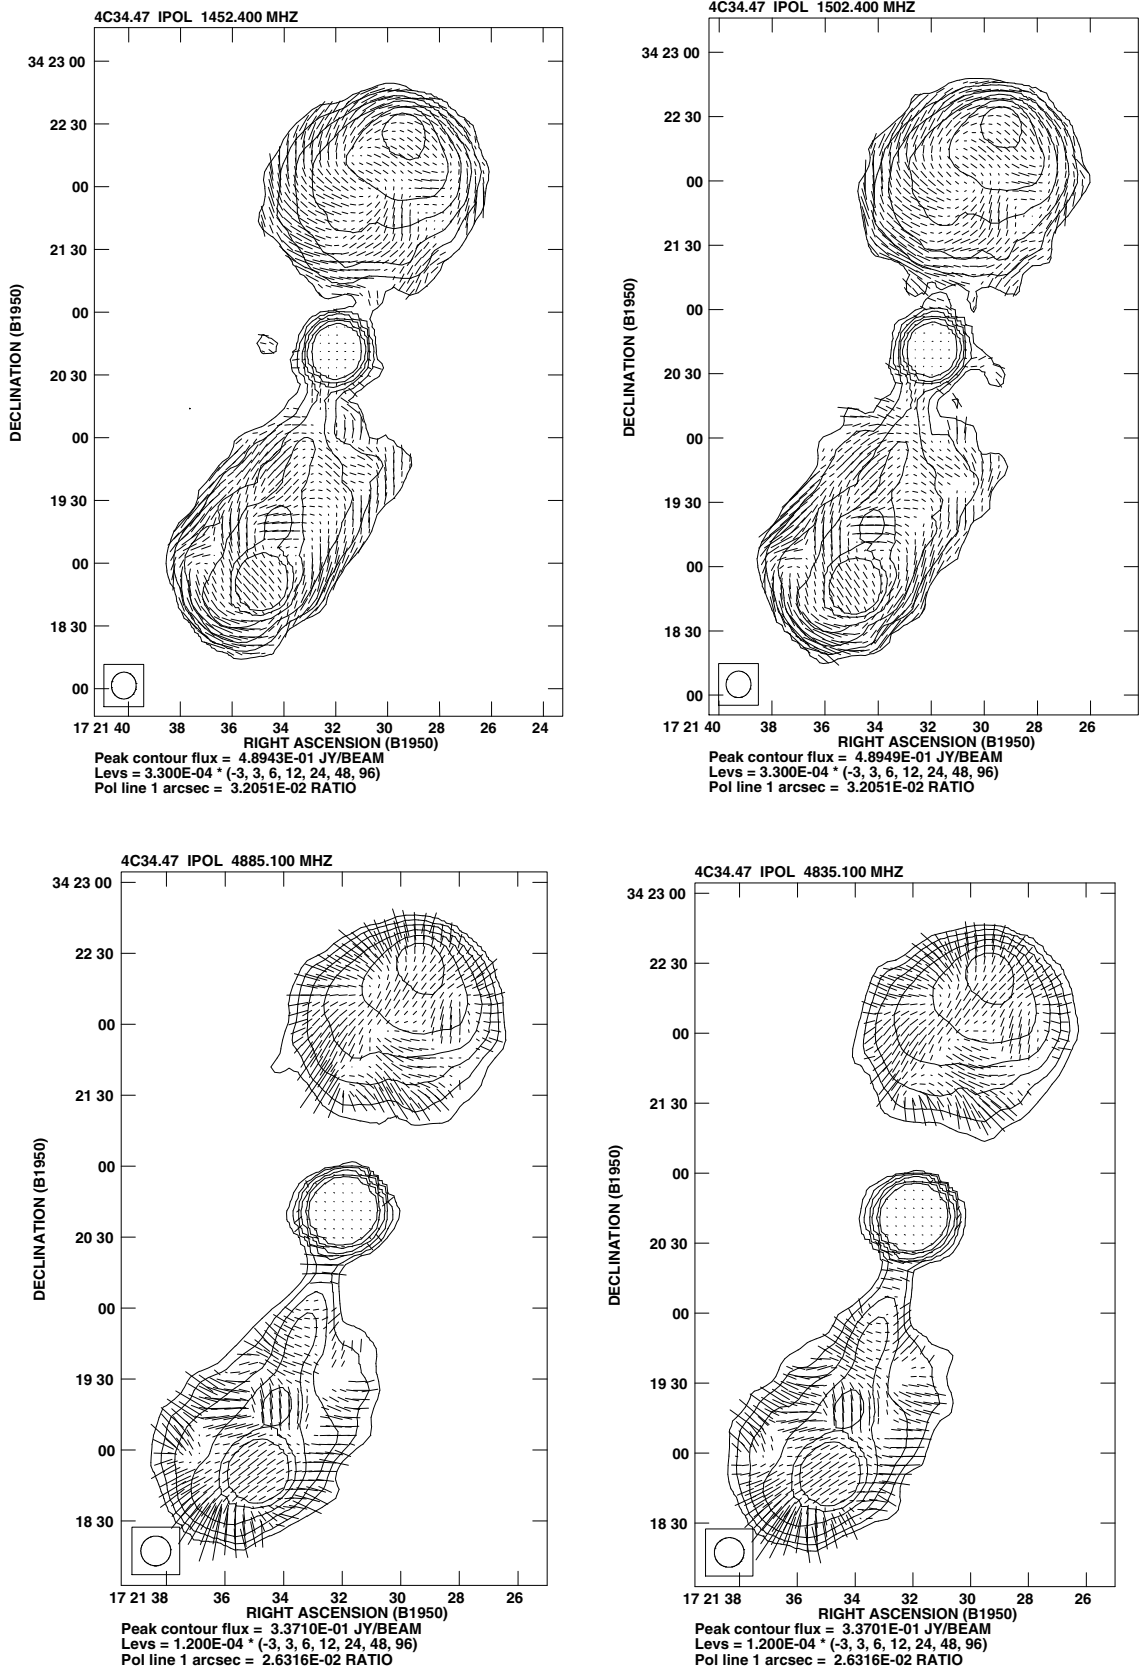 4C34.47 IPOL 1452.400 MHZ
34 23 00
22 30
00
21 30
00
20 30
00
19 30
00
18 30
00
DECLINATION (B1950)
17 21 40 38 36 34 32 30 28 26 24
RIGHT ASCENSION (B1950)
Peak contour flux = 4.8943E-01 JY/BEAM
Levs = 3.300E-04 * (-3, 3, 6, 12, 24, 48, 96)
Pol line 1 arcsec = 3.2051E-02 RATIO
4C34.47 IPOL 1502.400 MHZ
34 23 00
22 30
00
21 30
00
20 30
00
19 30
00
18 30
00
DECLINATION (B1950)
17 21 40 38 36 34 32 30 28 26
RIGHT ASCENSION (B1950)
Peak contour flux = 4.8949E-01 JY/BEAM
Levs = 3.300E-04 * (-3, 3, 6, 12, 24, 48, 96)
Pol line 1 arcsec = 3.2051E-02 RATIO
4C34.47 IPOL 4885.100 MHZ
34 23 00
22 30
00
21 30
00
20 30
00
19 30
00
18 30
DECLINATION (B1950)
17 21 38 36 34 32 30 28 26
RIGHT ASCENSION (B1950)
Peak contour flux = 3.3710E-01 JY/BEAM
Levs = 1.200E-04 * (-3, 3, 6, 12, 24, 48, 96)
Pol line 1 arcsec = 2.6316E-02 RATIO
4C34.47 IPOL 4835.100 MHZ
34 23 00
22 30
00
21 30
00
20 30
00
19 30
00
18 30
DECLINATION (B1950)
17 21 38 36 34 32 30 28 26
RIGHT ASCENSION (B1950)
Peak contour flux = 3.3701E-01 JY/BEAM
Levs = 1.200E-04 * (-3, 3, 6, 12, 24, 48, 96)
Pol line 1 arcsec = 2.6316E-02 RATIO